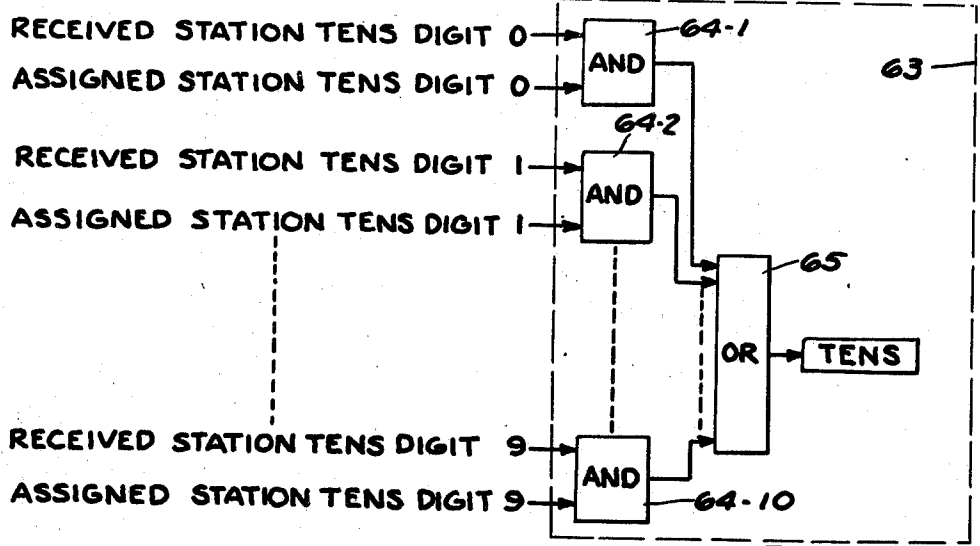 RECEIVED STATION TENS DIGIT 0
ASSIGNED STATION TENS DIGIT 0
AND
64-1
63
RECEIVED STATION TENS DIGIT 1
ASSIGNED STATION TENS DIGIT 1
AND
64-2
65
OR
TENS
RECEIVED STATION TENS DIGIT 9
ASSIGNED STATION TENS DIGIT 9
AND
64-10